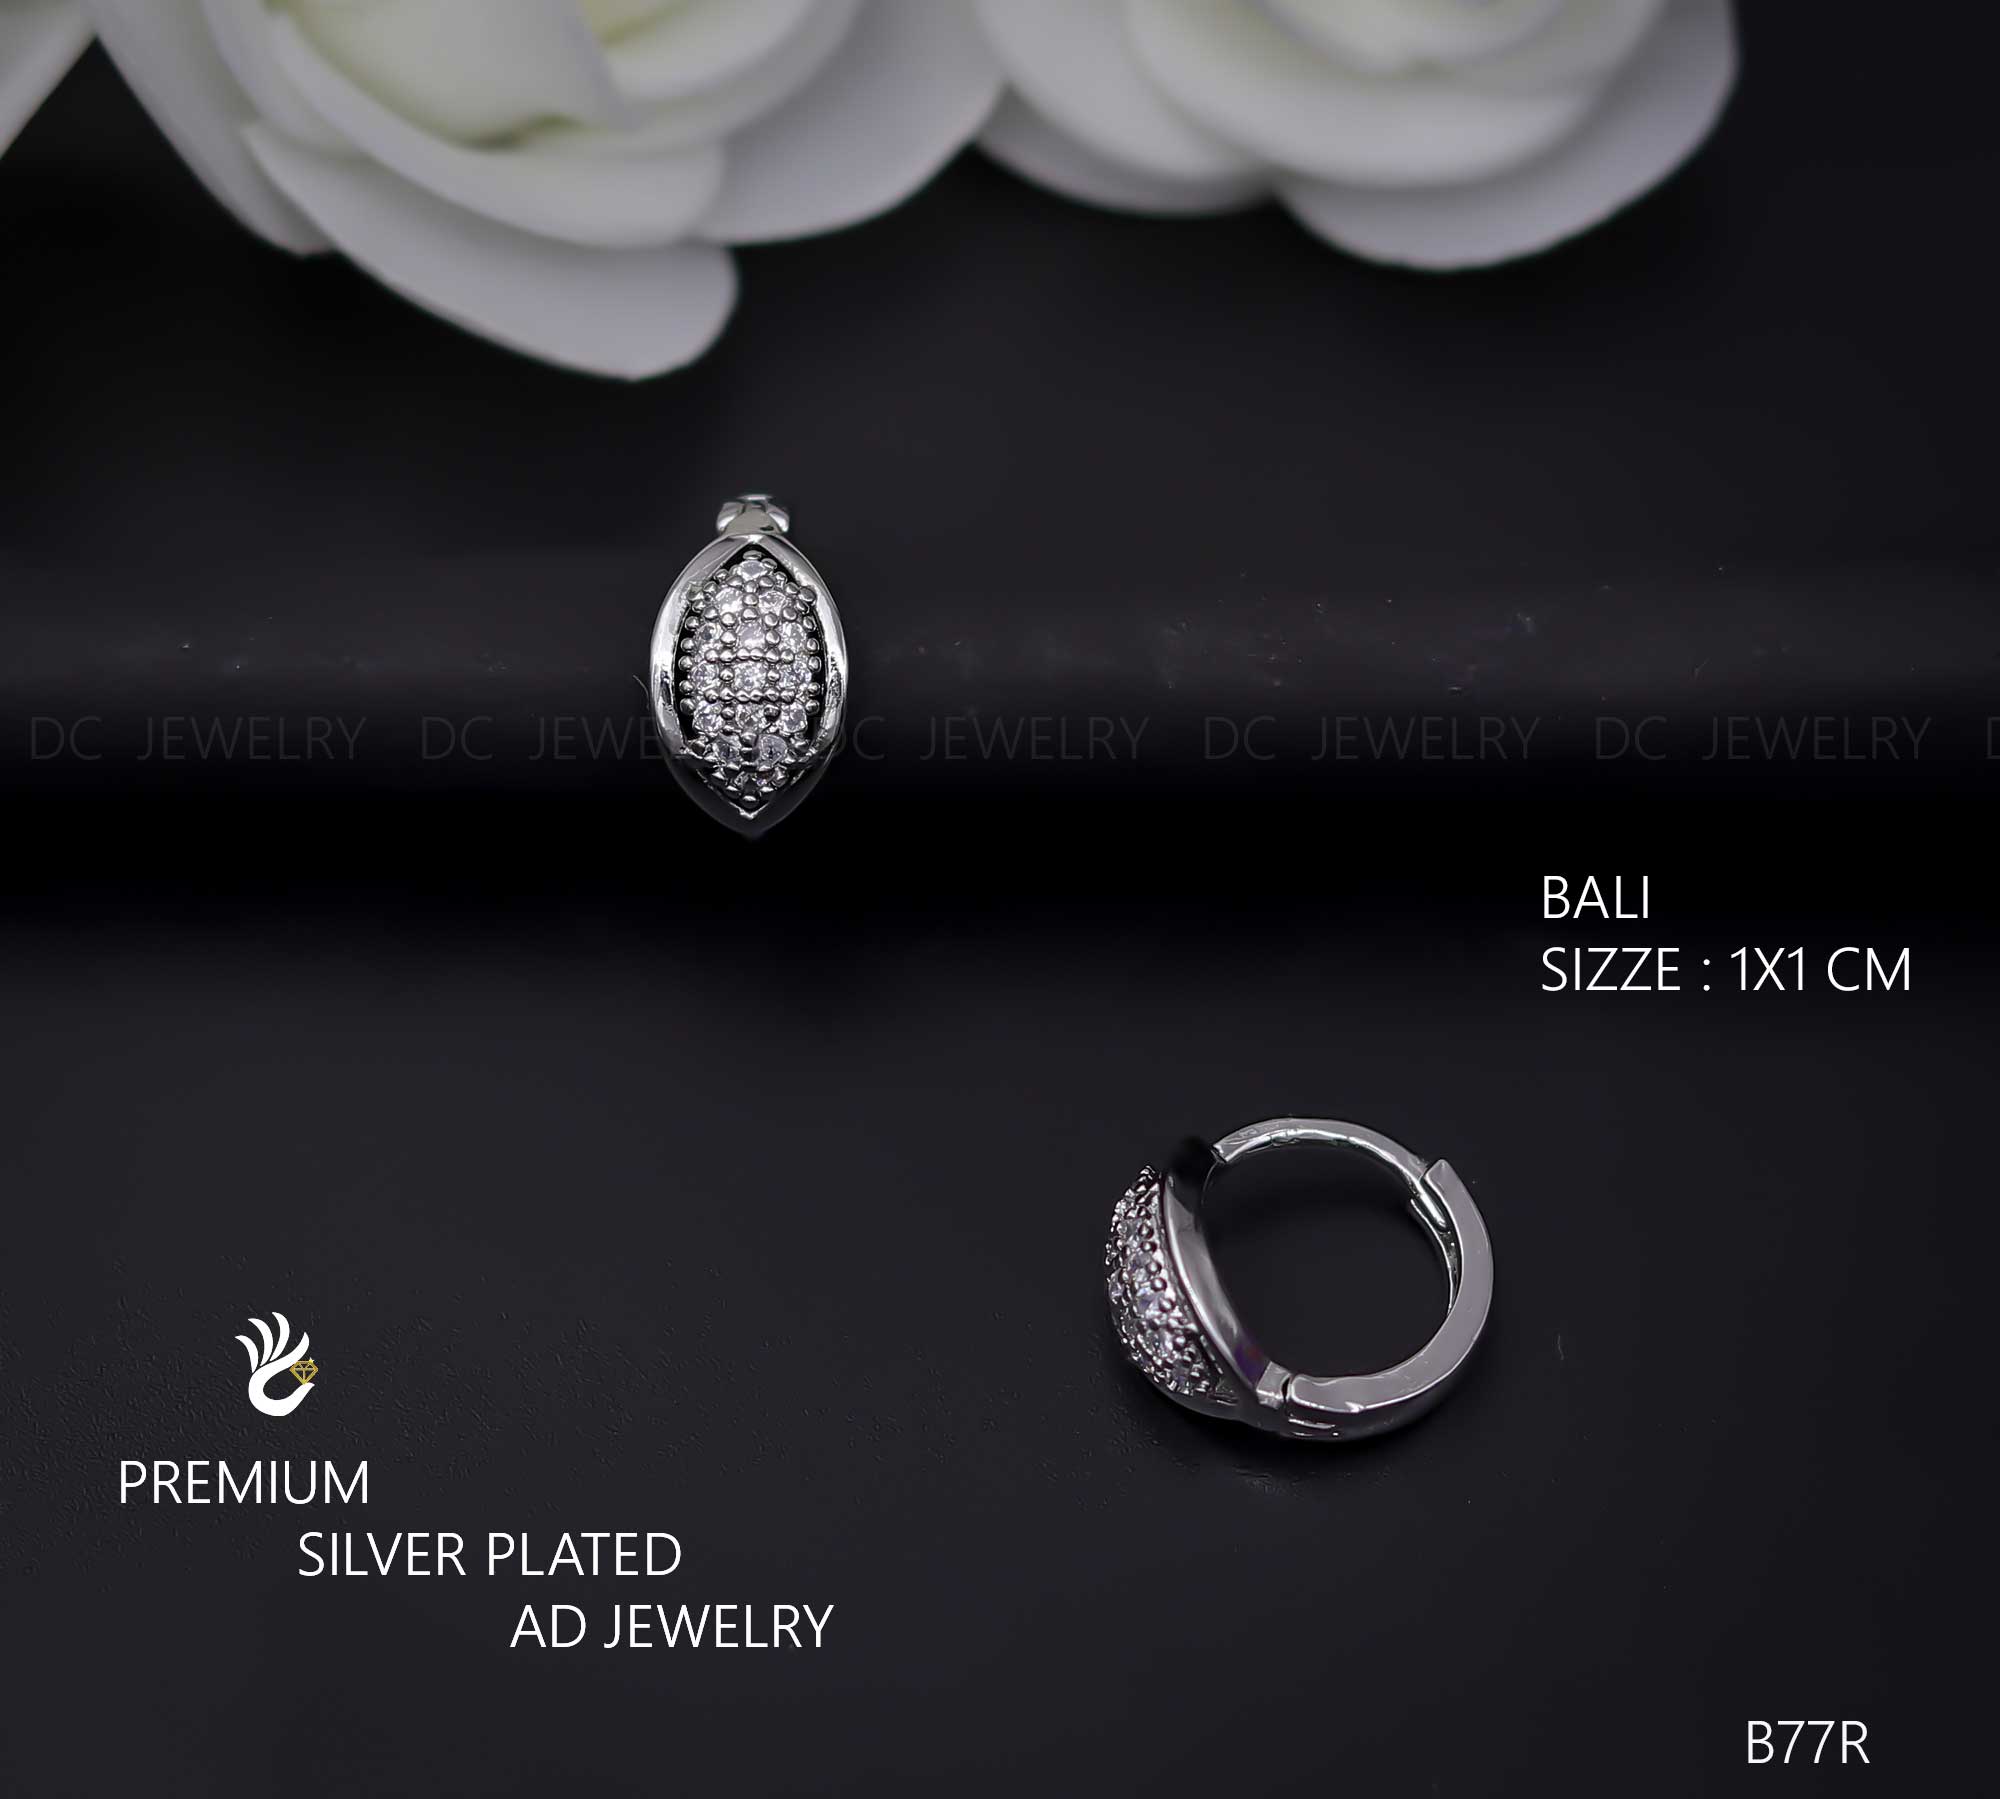 DC JEWELRY DC JEWELRY DC JEWELRY DC JEWELRY DC JEWELRY
BALI
SIZZE : 1X1 CM
PREMIUM
SILVER PLATED
AD JEWELRY
B77R